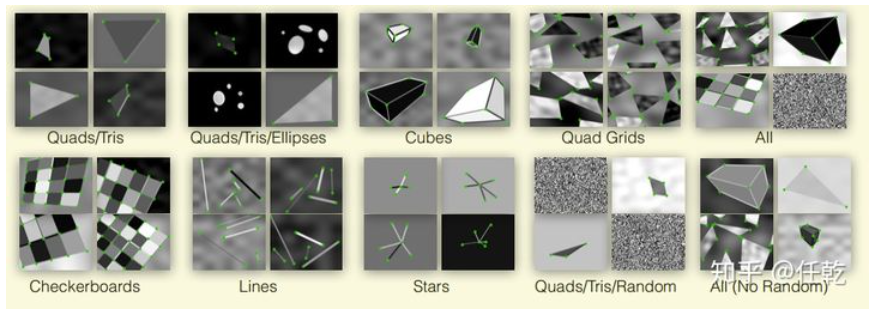 Quads/Tris
Quads/Tris/Ellipses
Cubes
Quad Grids
All
Checkerboards
Lines
Stars
Quads/Tris/Random
All (No Random)
知乎 @任乾